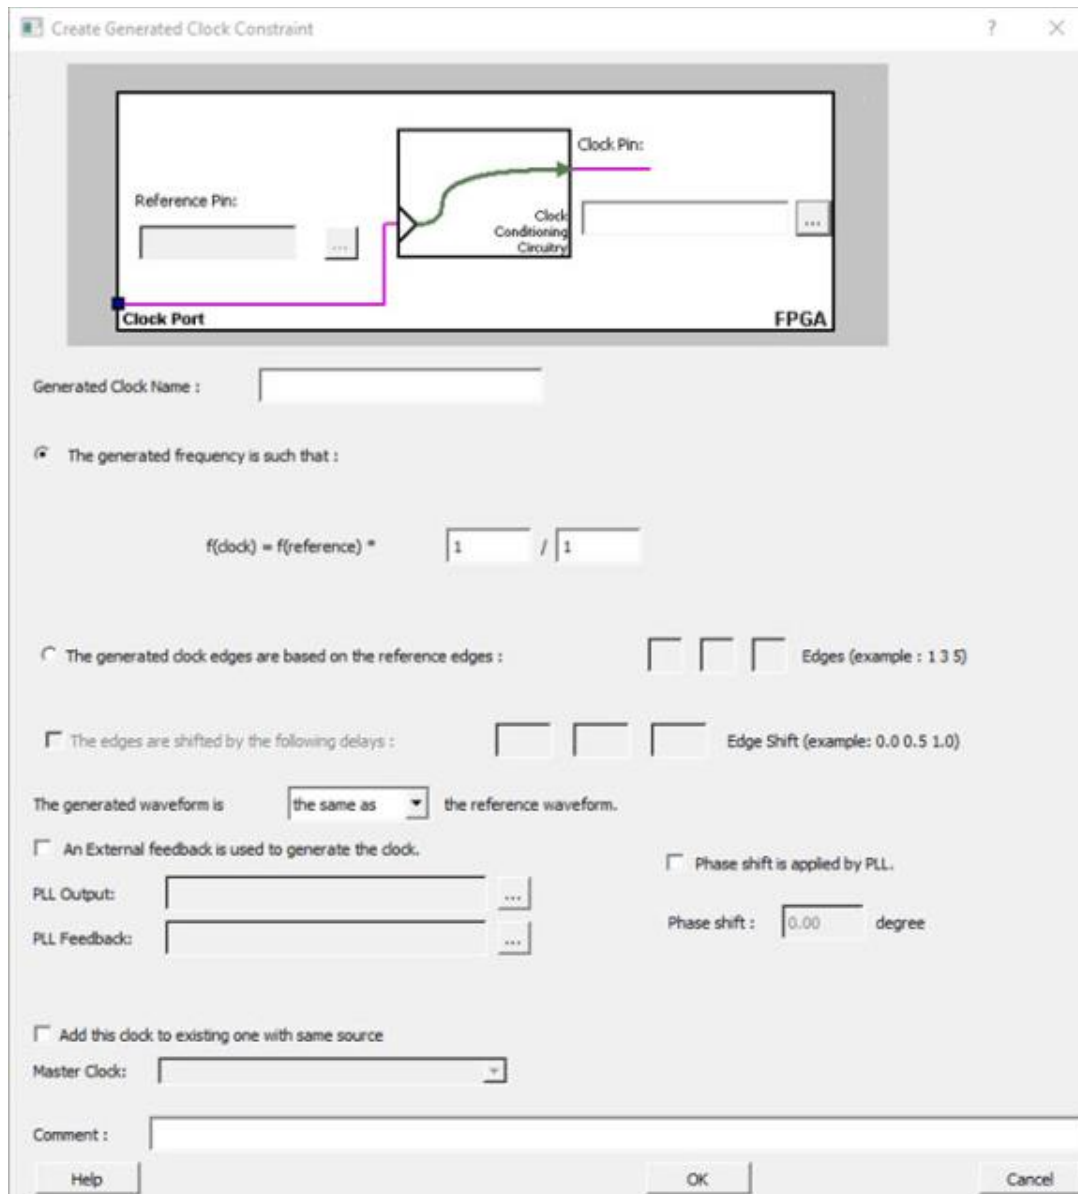 Create Generated Clock Constraint ?
Clock Pin:
Reference Pin:
...
...
Clock
Conditioning
Circuitry
Clock Port
FPGA
Generated Clock Name :
The generated frequency is such that :
f(clock) = f(reference) * 1 / 1
The generated clock edges are based on the reference edges : Edges (example : 1 3 5)
The edges are shifted by the following delays : Edge Shift (example: 0.0 0.5 1.0)
The generated waveform is the same as the reference waveform.
An External feedback is used to generate the clock.
Phase shift is applied by PLL.
PLL Output: ...
Phase shift : 0.00 degree
PLL Feedback: ...
Add this clock to existing one with same source
Master Clock:
Comment :
Help OK Cancel